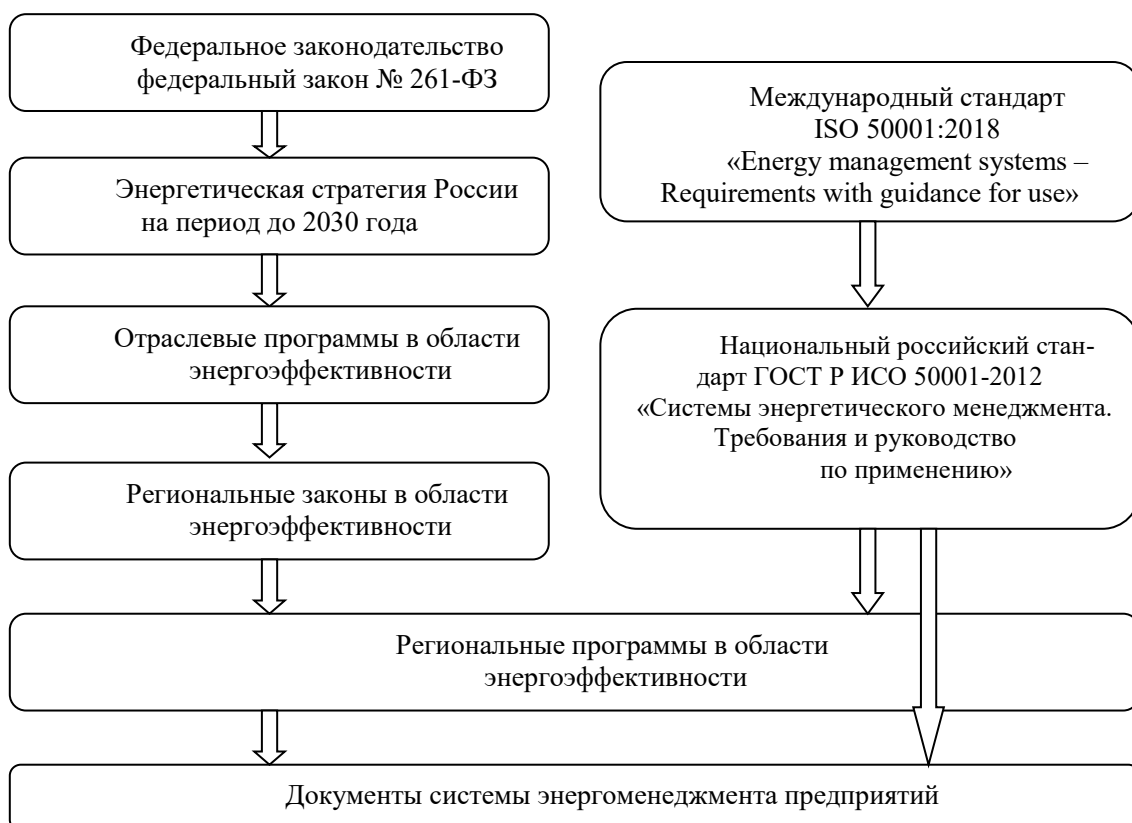 Федеральное законодательство
федеральный закон № 261-ФЗ
Энергетическая стратегия России
на период до 2030 года
Отраслевые программы в области
энергоэффективности
Региональные законы в области
энергоэффективности
Международный стандарт
ISO 50001:2018
«Energy management systems –
Requirements with guidance for use»
Национальный российский стан-
дарт ГОСТ Р ИСО 50001-2012
«Системы энергетического менеджмента.
Требования и руководство
по применению»
Региональные программы в области
энергоэффективности
Документы системы энергоменеджмента предприятий